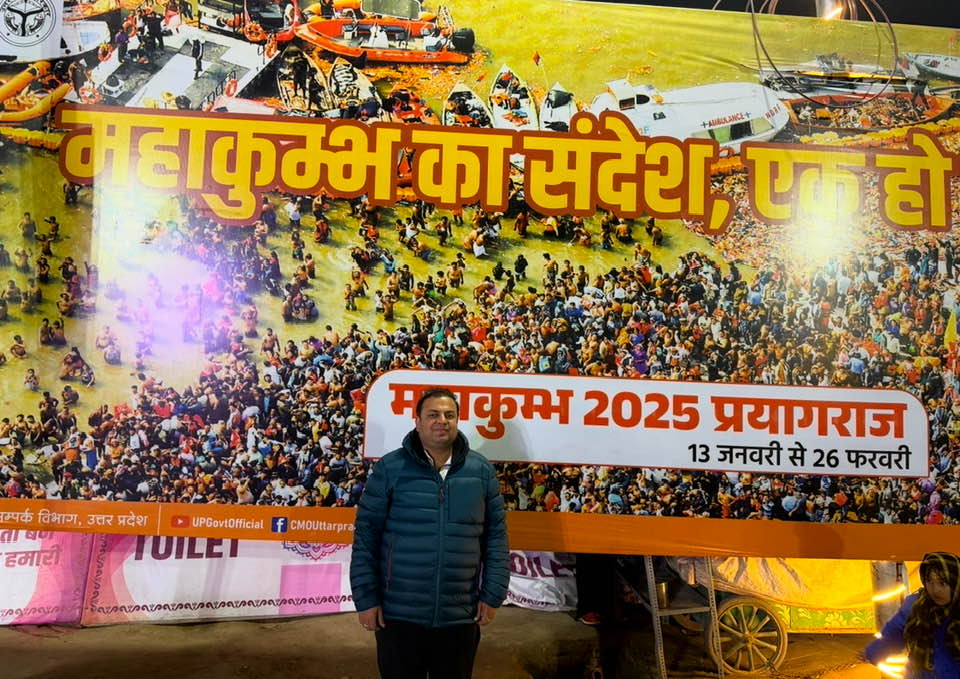 AMBULANCE
महाकुम्भ का संदेश, एक हो
महाकुम्भ 2025 प्रयागराज
13 जनवरी से 26 फरवरी
म्पर्क विभाग, उत्तर प्रदेश UPGovtOfficial CMOUttarpra
हमारी
TOILET